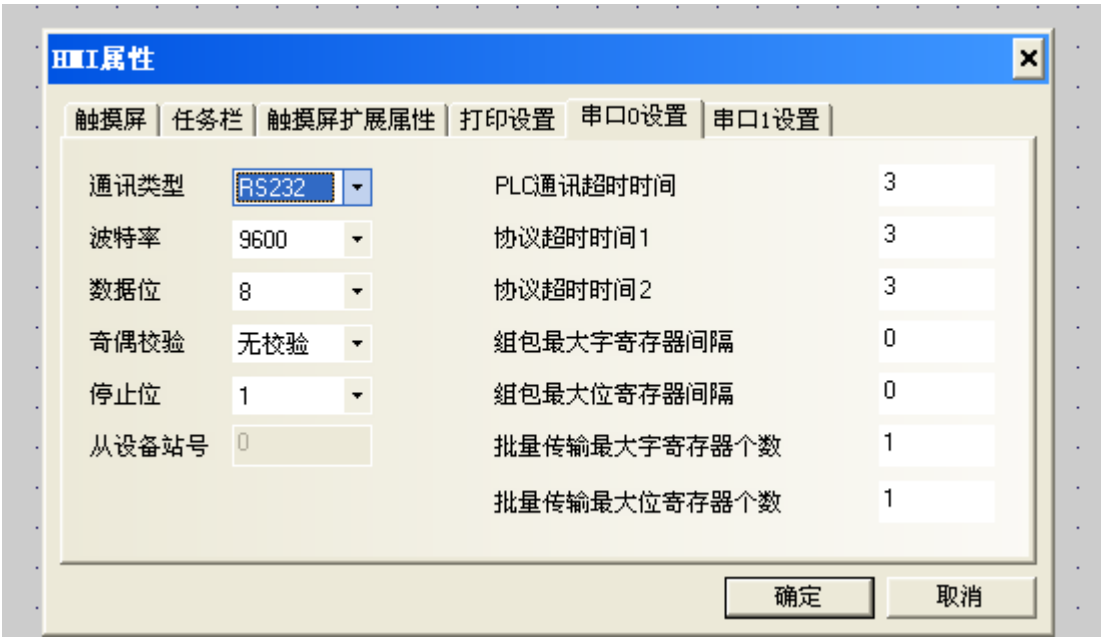 HMI属性
触摸屏 任务栏 触摸屏扩展属性 打印设置 串口0设置 串口1设置
通讯类型 RS232 PLC通讯超时时间 3
波特率 9600 协议超时时间1 3
数据位 8 协议超时时间2 3
奇偶校验 无校验 组包最大字寄存器间隔 0
停止位 1 组包最大位寄存器间隔 0
从设备站号 0 批量传输最大字寄存器个数 1
批量传输最大位寄存器个数 1
确定 取消